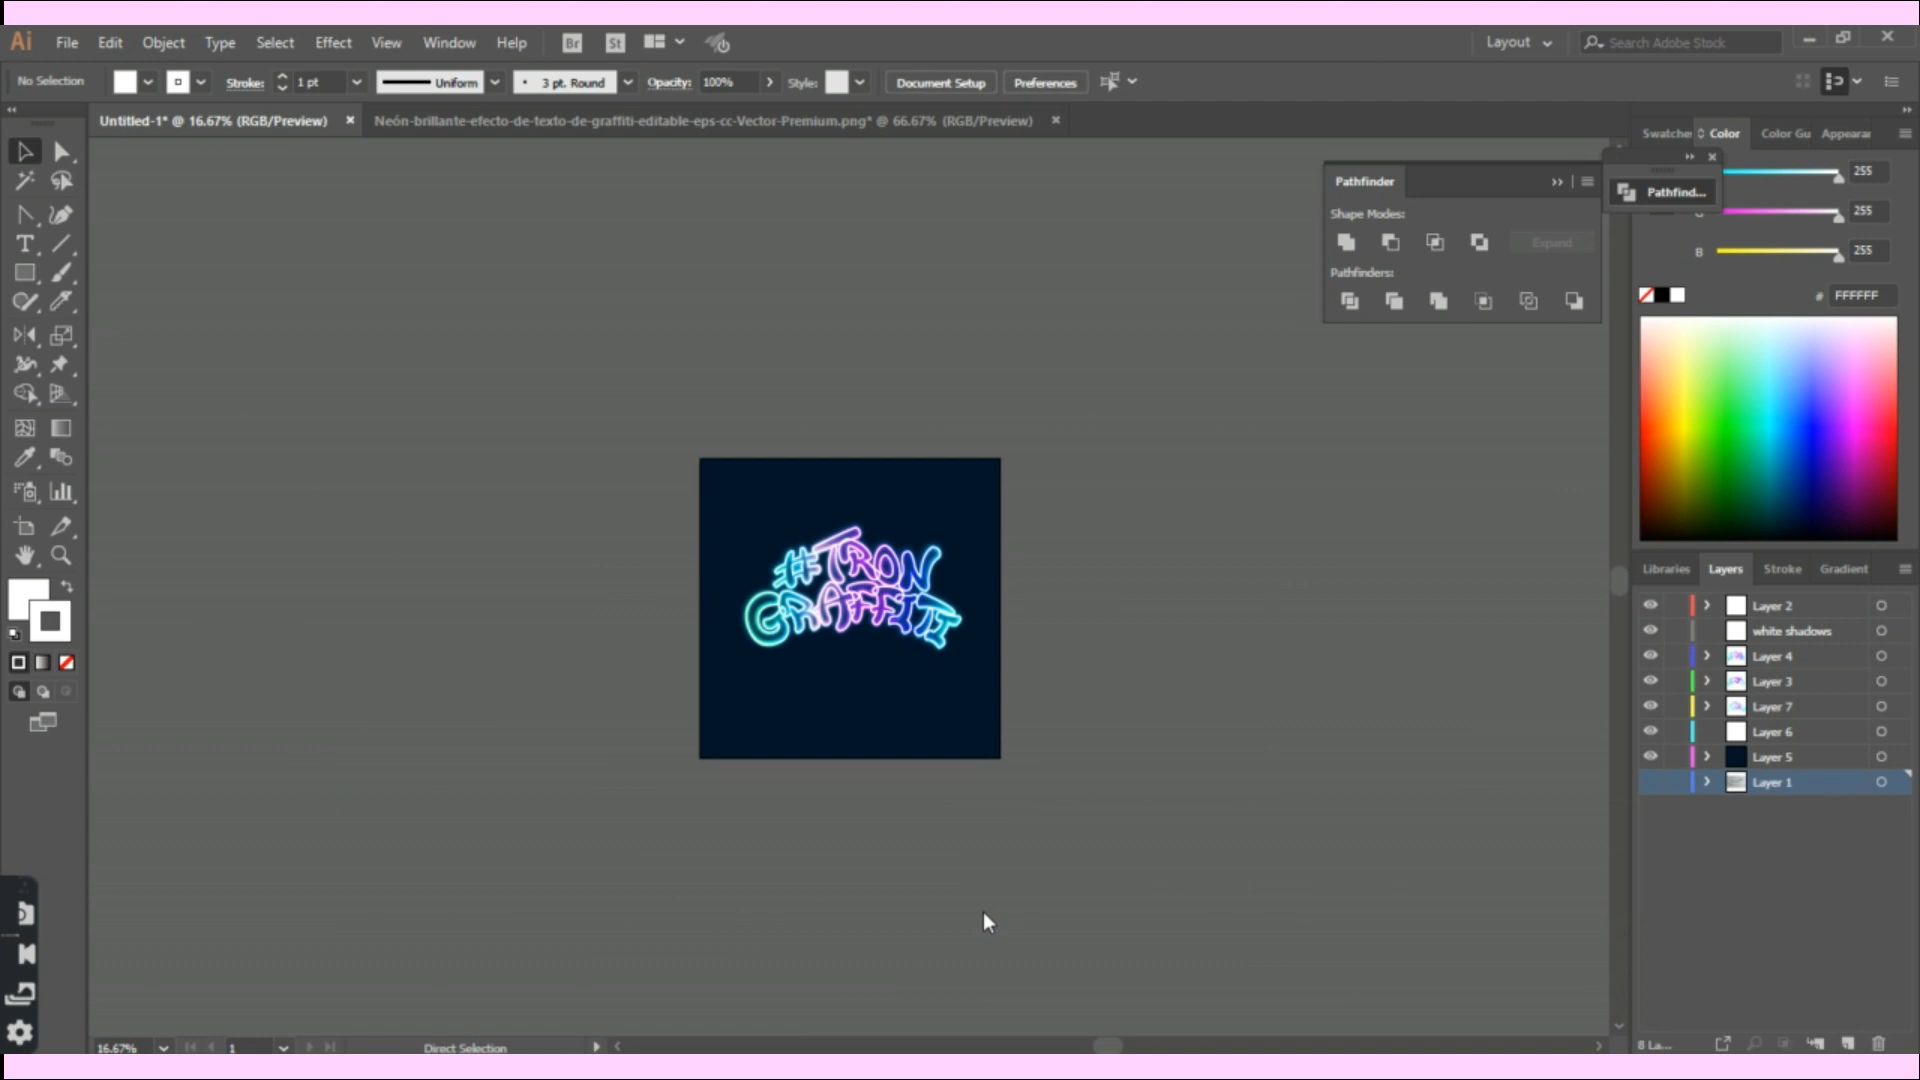 Ai File Edit Object Type Select Effect View Window Help Br St Layout Search Adobe Stock
No Selection Stroke: 1 pt Uniform 3 pt. Round Opacity: 100% Style: Document Setup Preferences
Untitled-1* @ 16.67% (RGB/Preview) Neón-brillante-efecto-de-texto-de-graffiti-editable-eps-cc-Vector-Premium.png* @ 66.67% (RGB/Preview)
Swatches Color Color Gu Appearar
Pathfinder
Pathfind...
Shape Modes:
Expand
Pathfinders:
255
255
B 255
# FFFFFF
#TRON
GRAFFITI
Libraries Layers Stroke Gradient
Layer 2
white shadows
Layer 4
Layer 3
Layer 7
Layer 6
Layer 5
Layer 1
16.67% 1 Direct Selection
8 La...